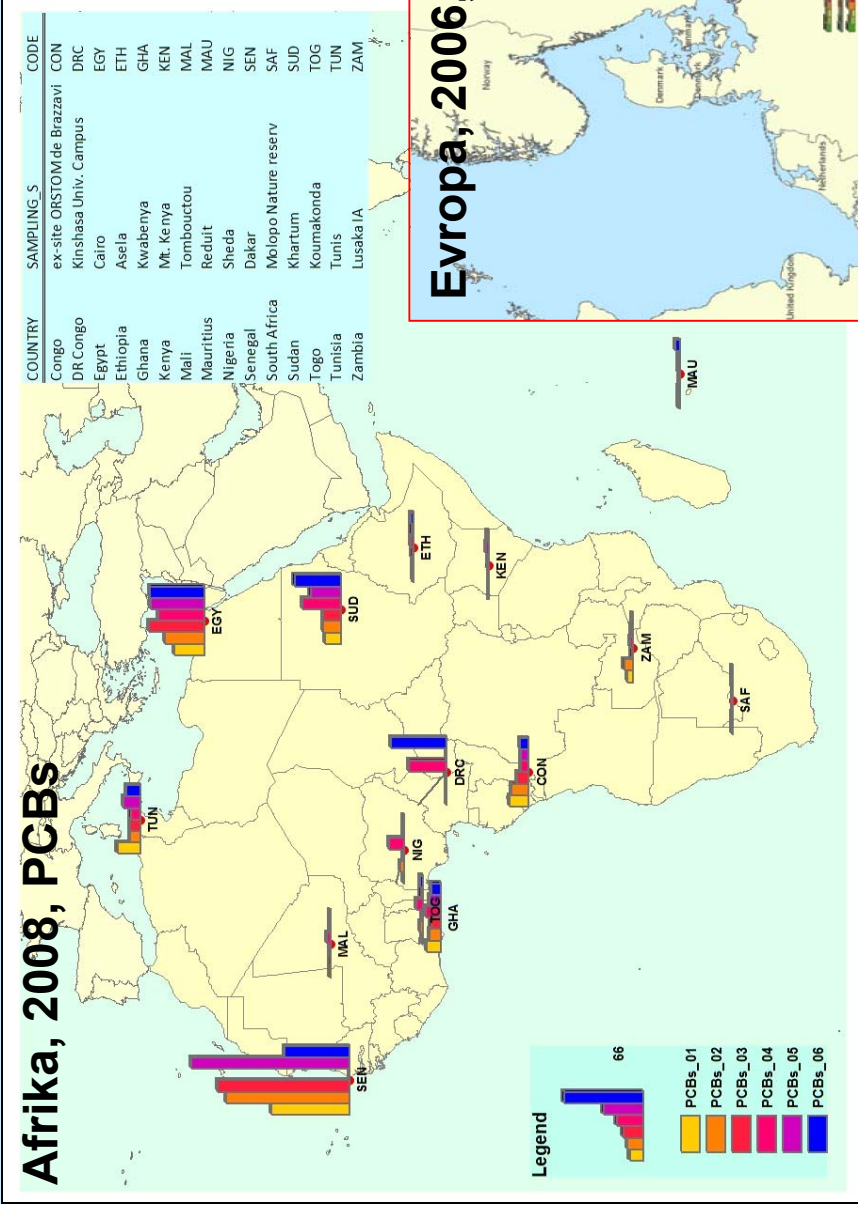 Afrika, 2008, PCBs
COUNTRY SAMPLING_S CODE
Congo ex-site ORSTOM de Brazzavi CON
DR Congo Kinshasa Univ. Campus DRC
Egypt Cairo EGY
Ethiopia Asela ETH
Ghana Kwabenya GHA
Kenya Mt. Kenya KEN
Mali Tombouctou MAL
Mauritius Reduit MAU
Nigeria Sheda NIG
Senegal Dakar SEN
South Africa Molopo Nature reserv SAF
Sudan Khartum SUD
Togo Koumakonda TOG
Tunisia Tunis TUN
Zambia Lusaka IA ZAM
TUN
EGY
SUD
MAL
SEN
NIG
TOG
GHA
DRC
ETH
KEN
CON
ZAM
SAF
MAU
Legend
66
PCBs_01
PCBs_02
PCBs_03
PCBs_04
PCBs_05
PCBs_06
Evropa, 2006,
Norway
Denmark
Denmark
Denmark
Netherlands
United Kingdom